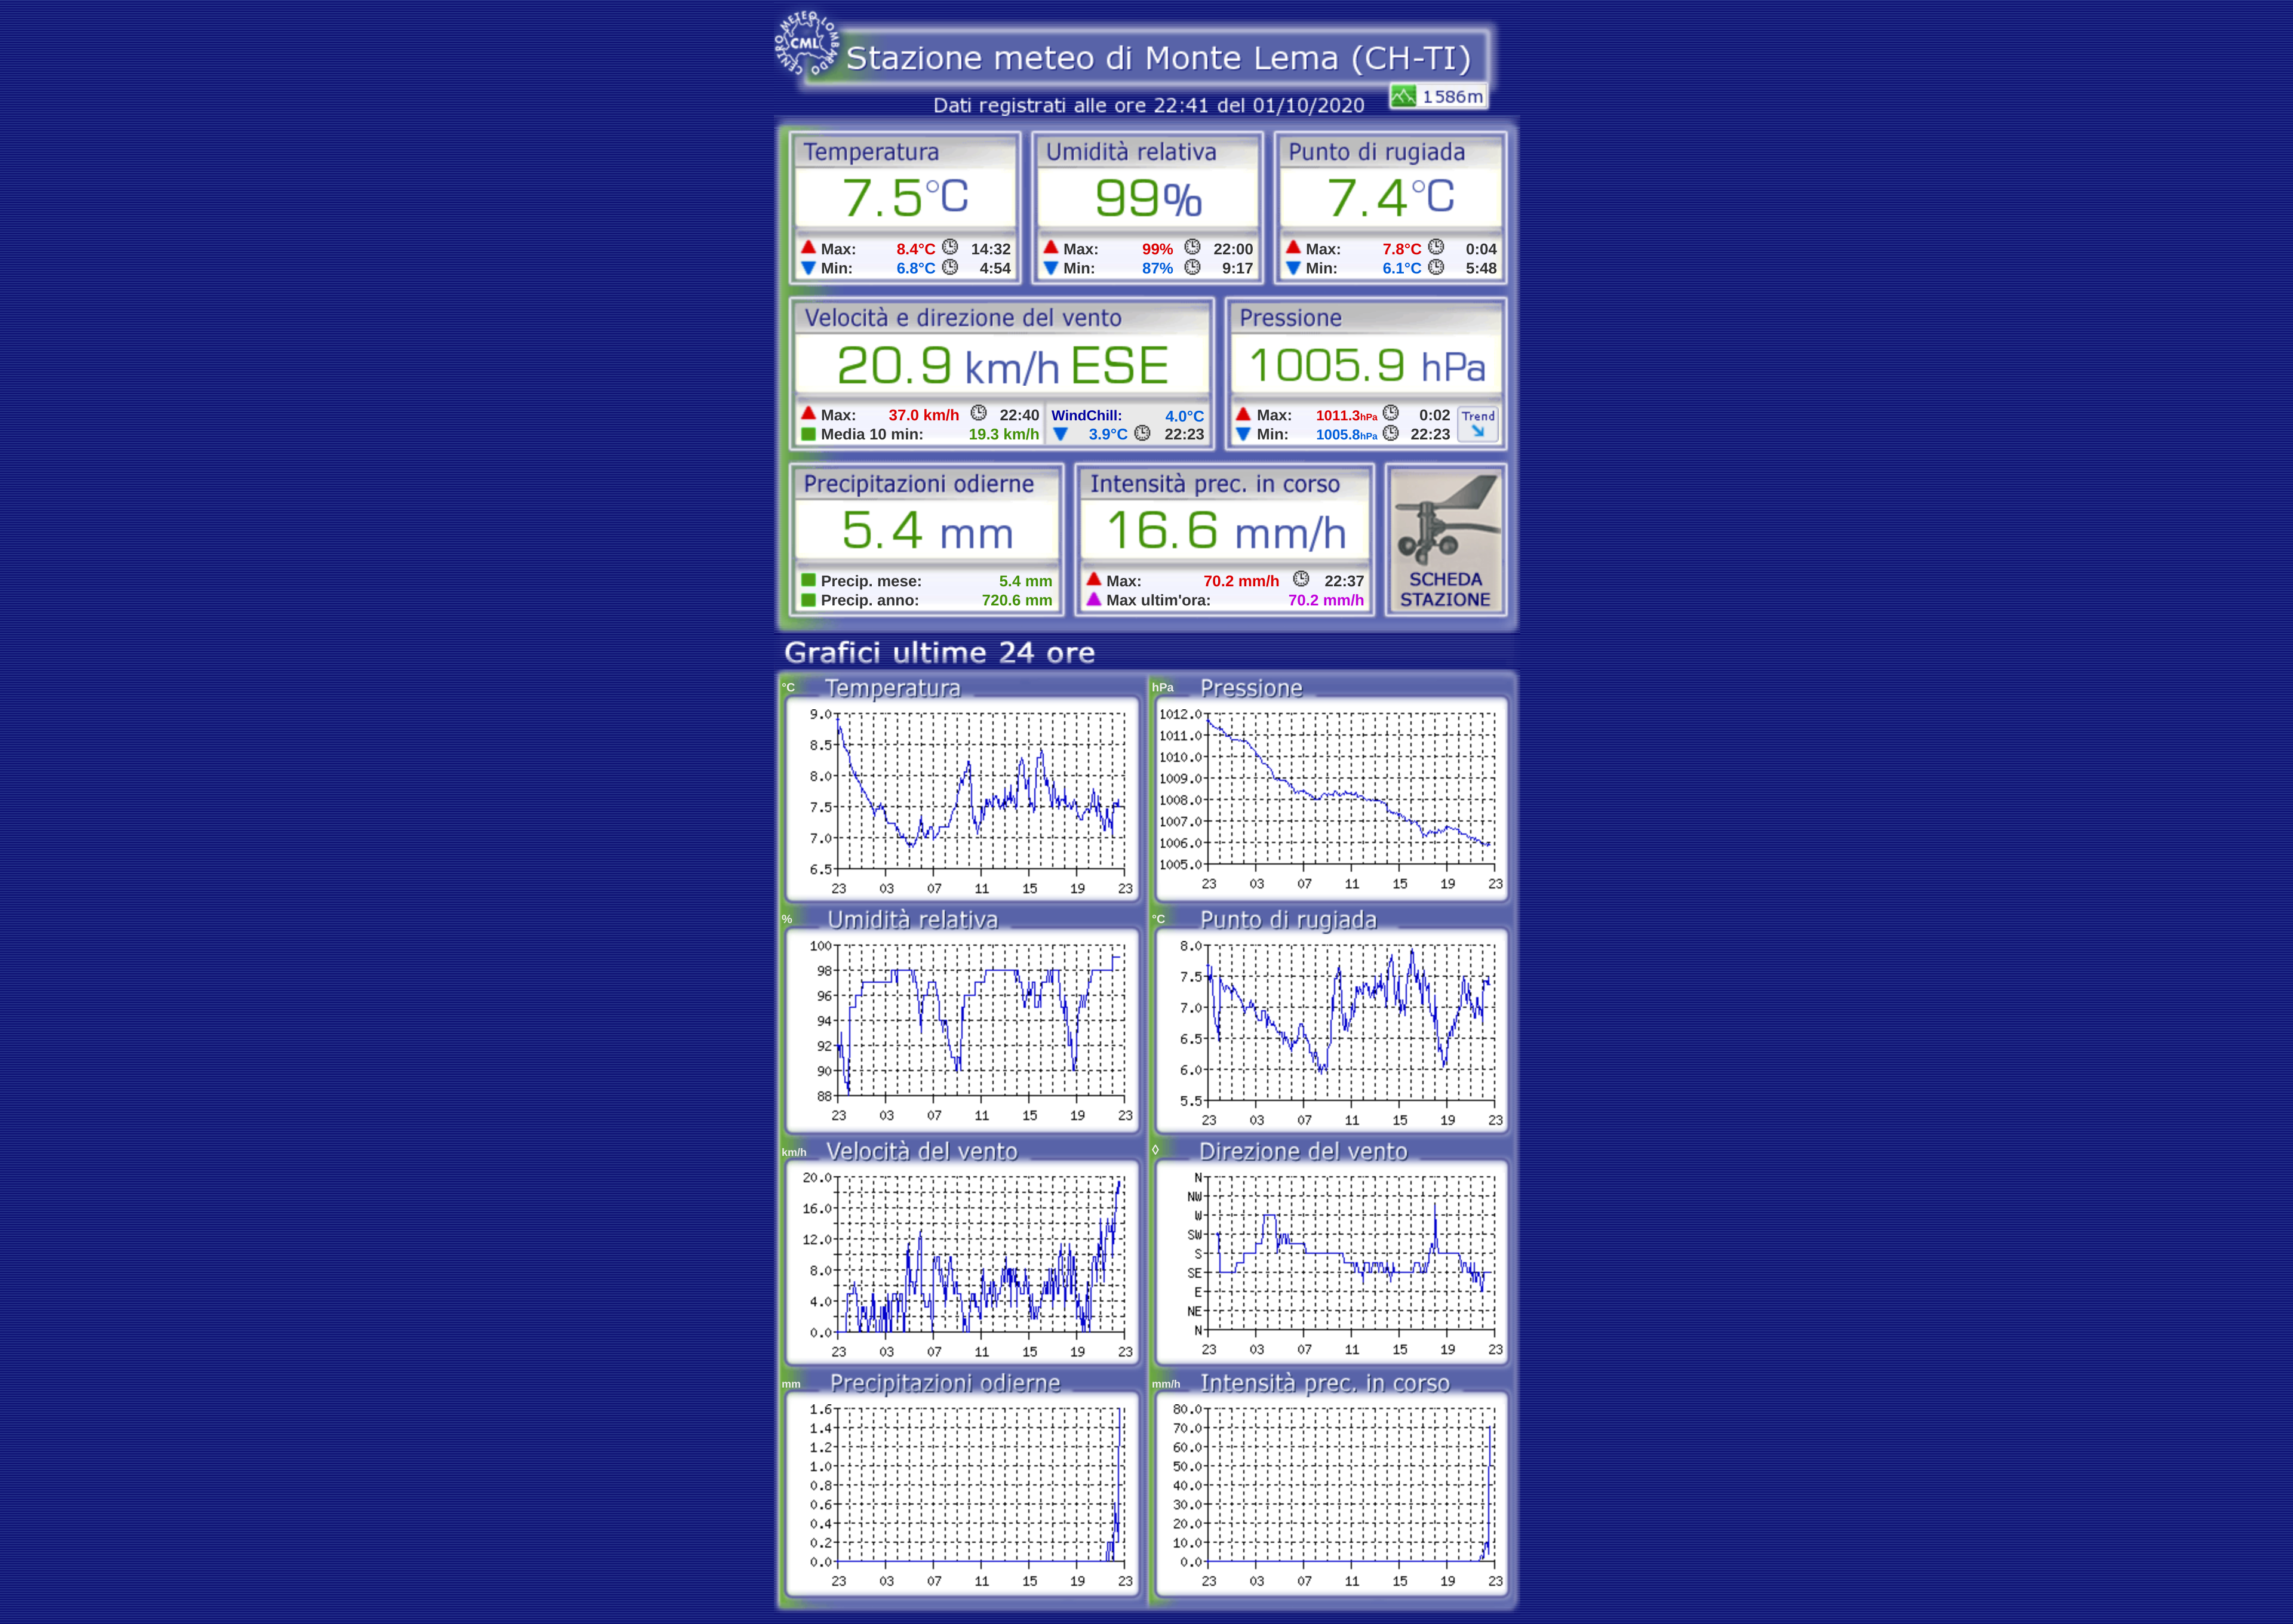 CENTRO METEO LOMBARDO
CML
Stazione meteo di Monte Lema (CH-TI)
1586m
Dati registrati alle ore 22:41 del 01/10/2020
Temperatura
7.5°C
Max: 8.4°C 14:32
Min: 6.8°C 4:54
Umidità relativa
99%
Max: 99% 22:00
Min: 87% 9:17
Punto di rugiada
7.4°C
Max: 7.8°C 0:04
Min: 6.1°C 5:48
Velocità e direzione del vento
20.9 km/h ESE
Max: 37.0 km/h 22:40
Media 10 min: 19.3 km/h
WindChill: 4.0°C
3.9°C 22:23
Pressione
1005.9 hPa
Max: 1011.3hPa 0:02
Min: 1005.8hPa 22:23
Trend
Precipitazioni odierne
5.4 mm
Precip. mese: 5.4 mm
Precip. anno: 720.6 mm
Intensità prec. in corso
16.6 mm/h
Max: 70.2 mm/h 22:37
Max ultim'ora: 70.2 mm/h
SCHEDA
STAZIONE
Grafici ultime 24 ore
°C Temperatura
9.0
8.5
8.0
7.5
7.0
6.5
23 03 07 11 15 19 23
hPa Pressione
1012.0
1011.0
1010.0
1009.0
1008.0
1007.0
1006.0
1005.0
23 03 07 11 15 19 23
% Umidità relativa
100
98
96
94
92
90
88
23 03 07 11 15 19 23
°C Punto di rugiada
8.0
7.5
7.0
6.5
6.0
5.5
23 03 07 11 15 19 23
km/h Velocità del vento
20.0
16.0
12.0
8.0
4.0
0.0
23 03 07 11 15 19 23
◊ Direzione del vento
N
NW
W
SW
S
SE
E
NE
N
23 03 07 11 15 19 23
mm Precipitazioni odierne
1.6
1.4
1.2
1.0
0.8
0.6
0.4
0.2
0.0
23 03 07 11 15 19 23
mm/h Intensità prec. in corso
80.0
70.0
60.0
50.0
40.0
30.0
20.0
10.0
0.0
23 03 07 11 15 19 23